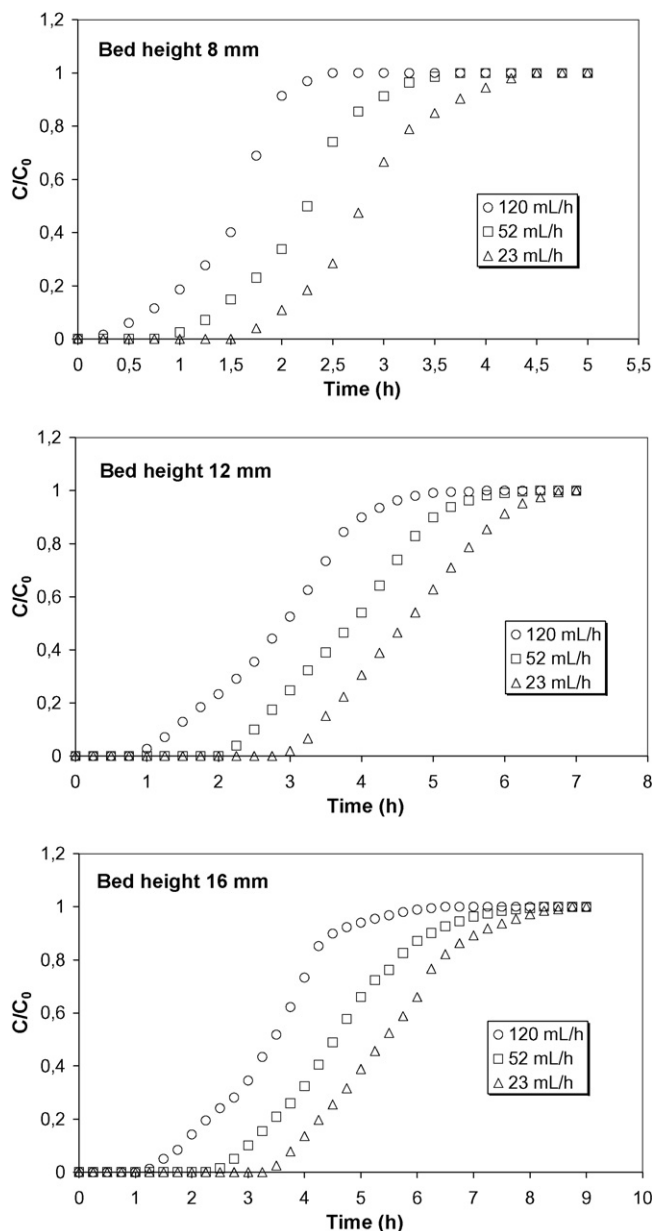 1,2
Bed height 8 mm
1
0,8
0,6
0,4
0,2
0
C/C0
120 mL/h
52 mL/h
23 mL/h
0 0,5 1 1,5 2 2,5 3 3,5 4 4,5 5 5,5
Time (h)
1,2
Bed height 12 mm
1
0,8
0,6
0,4
0,2
0
C/C0
120 mL/h
52 mL/h
23 mL/h
0 1 2 3 4 5 6 7 8
Time (h)
1,2
Bed height 16 mm
1
0,8
0,6
0,4
0,2
0
C/C0
120 mL/h
52 mL/h
23 mL/h
0 1 2 3 4 5 6 7 8 9 10
Time (h)